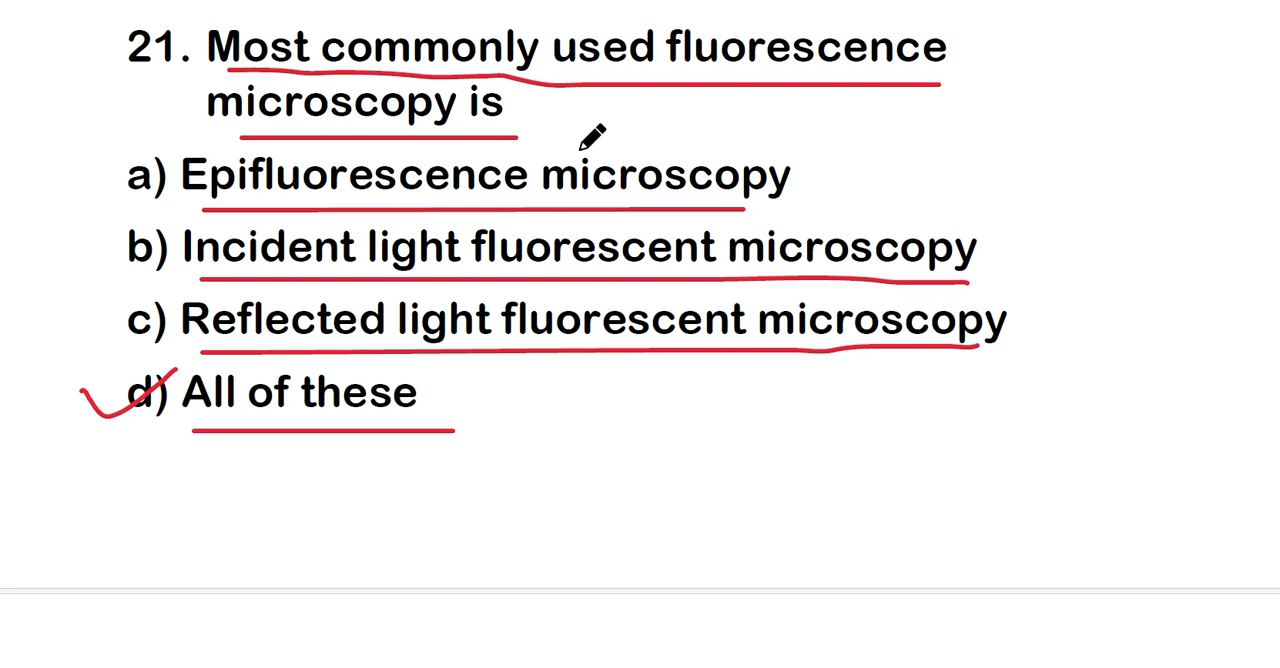 21. Most commonly used fluorescence
microscopy is
a) Epifluorescence microscopy
b) Incident light fluorescent microscopy
c) Reflected light fluorescent microscopy
d) All of these